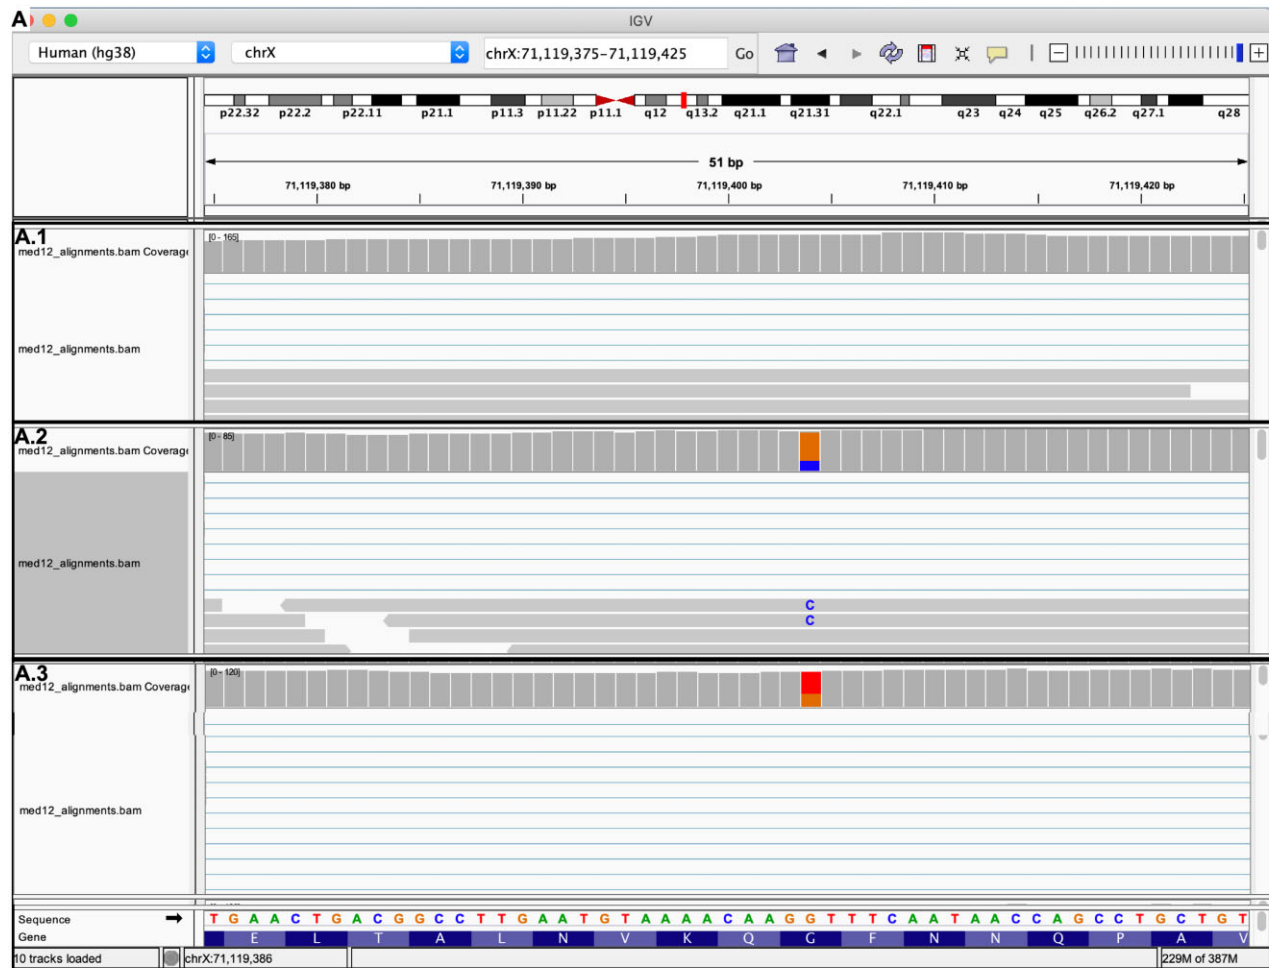 A
IGV
Human (hg38) chrX chrX:71,119,375-71,119,425 Go
p22.32 p22.2 p22.11 p21.1 p11.3 p11.22 p11.1 q12 q13.2 q21.1 q21.31 q22.1 q23 q24 q25 q26.2 q27.1 q28
51 bp
71,119,380 bp 71,119,390 bp 71,119,400 bp 71,119,410 bp 71,119,420 bp
A.1
[0 - 165]
med12_alignments.bam Coverage
med12_alignments.bam
A.2
[0 - 85]
med12_alignments.bam Coverage
med12_alignments.bam
C
C
A.3
[0 - 120]
med12_alignments.bam Coverage
med12_alignments.bam
Sequence T G A A C T G A C G G C C T T G A A T G T A A A A C A A G G T T T C A A T A A C C A G C C T G C T G T
Gene E L T A L N V K Q G F N N Q P A V
10 tracks loaded chrX:71,119,386 229M of 387M